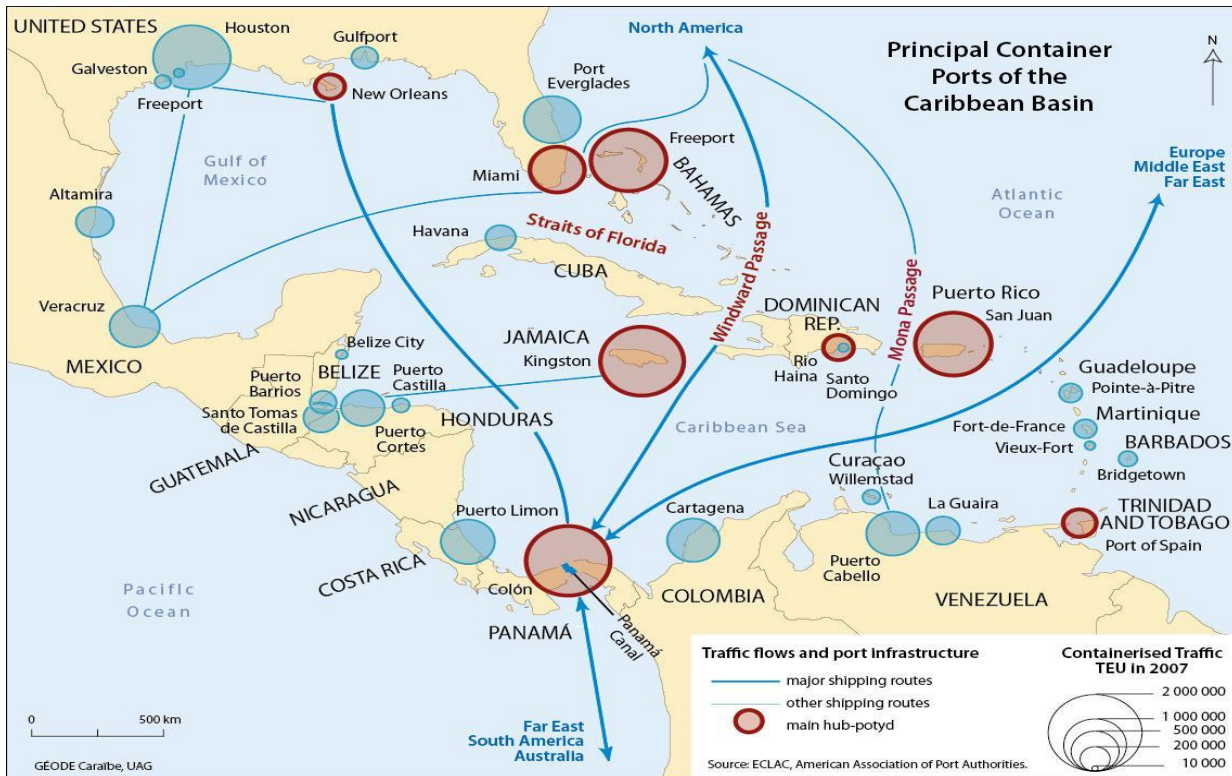 Principal Container
Ports of the
Caribbean Basin
N
UNITED STATES
Houston
Gulfport
Galveston
Freeport
New Orleans
North America
Port
Everglades
Freeport
Miami
BAHAMAS
Gulf of
Mexico
Altamira
Straits of Florida
Havana
CUBA
Windward Passage
Mona Passage
Europe
Middle East
Far East
Atlantic
Ocean
Veracruz
MEXICO
Belize City
BELIZE
Puerto
Barrios
Santo Tomas
de Castilla
Puerto
Castilla
Puerto
Cortes
HONDURAS
GUATEMALA
NICARAGUA
JAMAICA
Kingston
DOMINICAN
REP.
Rio
Haina
Santo
Domingo
Puerto Rico
San Juan
Caribbean Sea
Guadeloupe
Pointe-à-Pitre
Martinique
Fort-de-France
Vieux-Fort
BARBADOS
Bridgetown
Curaçao
Willemstad
La Guaira
TRINIDAD
AND TOBAGO
Port of Spain
Puerto Limon
COSTA RICA
Colón
PANAMÁ
Panamá
Canal
Cartagena
COLOMBIA
Puerto
Cabello
VENEZUELA
Pacific
Ocean
Far East
South America
Australia
0
500 km
GÉODE Caraïbe, UAG
Traffic flows and port infrastructure
major shipping routes
other shipping routes
main hub-potyd
Source: ECLAC, American Association of Port Authorities.
Containerised Traffic
TEU in 2007
2 000 000
1 000 000
500 000
200 000
10 000